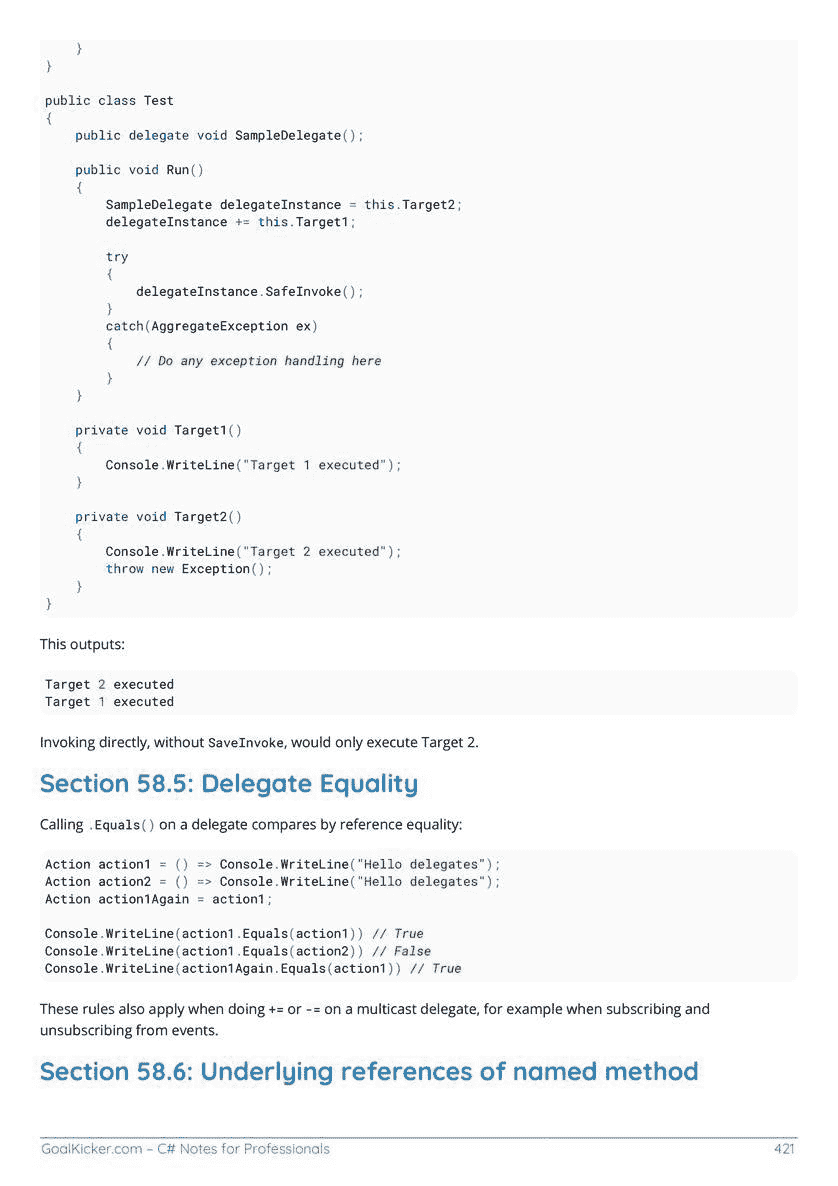 }
}

public class Test
{
    public delegate void SampleDelegate();

    public void Run()
    {
        SampleDelegate delegateInstance = this.Target2;
        delegateInstance += this.Target1;

        try
        {
            delegateInstance.SafeInvoke();
        }
        catch(AggregateException ex)
        {
            // Do any exception handling here
        }
    }

    private void Target1()
    {
        Console.WriteLine("Target 1 executed");
    }

    private void Target2()
    {
        Console.WriteLine("Target 2 executed");
        throw new Exception();
    }
}
This outputs:
Target 2 executed
Target 1 executed
Invoking directly, without SaveInvoke, would only execute Target 2.
Section 58.5: Delegate Equality
Calling .Equals() on a delegate compares by reference equality:
Action action1 = () => Console.WriteLine("Hello delegates");
Action action2 = () => Console.WriteLine("Hello delegates");
Action action1Again = action1;

Console.WriteLine(action1.Equals(action1)) // True
Console.WriteLine(action1.Equals(action2)) // False
Console.WriteLine(action1Again.Equals(action1)) // True
These rules also apply when doing += or -= on a multicast delegate, for example when subscribing and
unsubscribing from events.
Section 58.6: Underlying references of named method
GoalKicker.com – C# Notes for Professionals 421